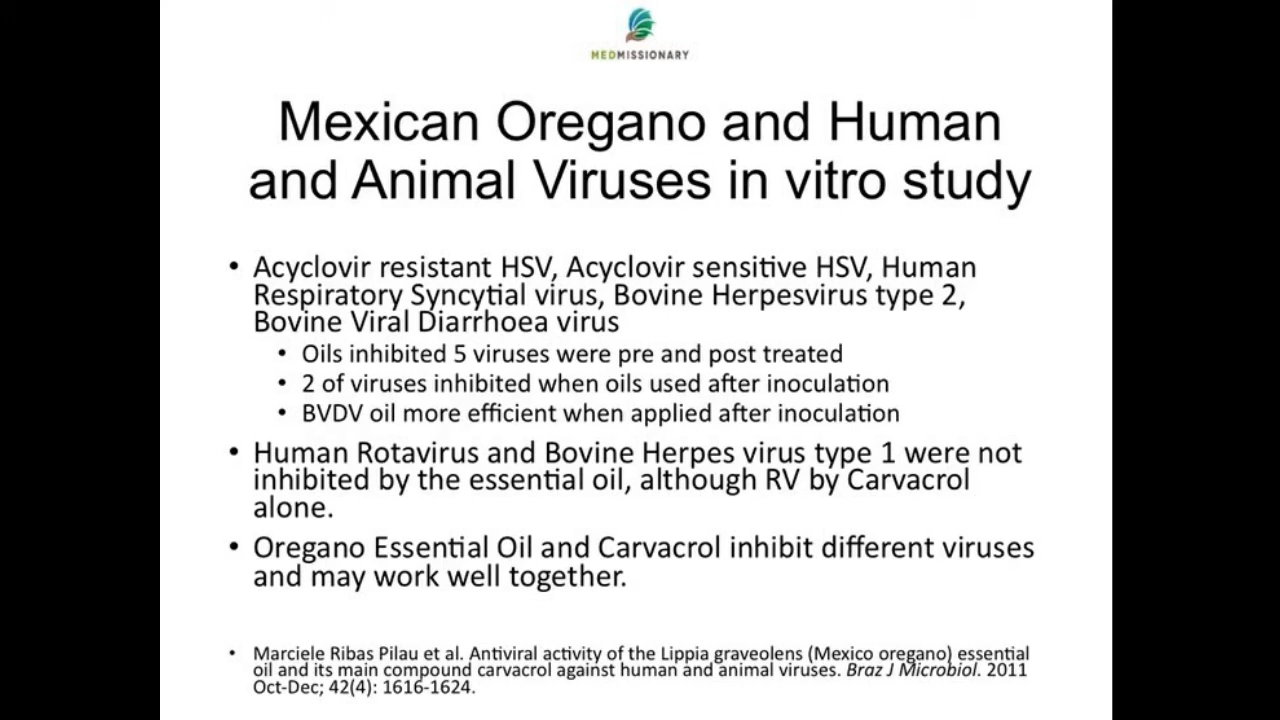 MEDMISSIONARY
Mexican Oregano and Human
and Animal Viruses in vitro study
• Acyclovir resistant HSV, Acyclovir sensitive HSV, Human
Respiratory Syncytial virus, Bovine Herpesvirus type 2,
Bovine Viral Diarrhoea virus
• Oils inhibited 5 viruses were pre and post treated
• 2 of viruses inhibited when oils used after inoculation
• BVDV oil more efficient when applied after inoculation
• Human Rotavirus and Bovine Herpes virus type 1 were not
inhibited by the essential oil, although RV by Carvacrol
alone.
• Oregano Essential Oil and Carvacrol inhibit different viruses
and may work well together.
• Marciele Ribas Pilau et al. Antiviral activity of the Lippia graveolens (Mexico oregano) essential
oil and its main compound carvacrol against human and animal viruses. Braz J Microbiol. 2011
Oct-Dec; 42(4): 1616-1624.